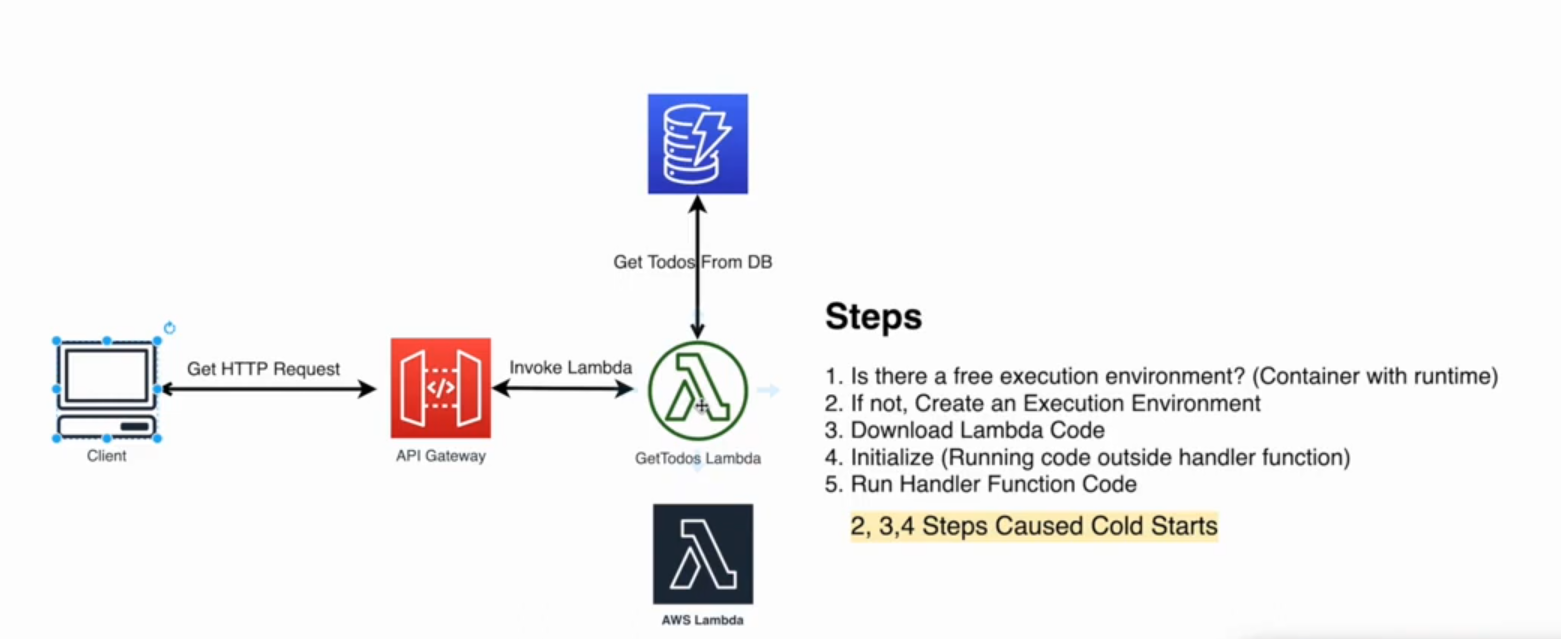 Get Todos From DB
Get HTTP Request
Invoke Lambda
</>
Client
API Gateway
GetTodos Lambda
AWS Lambda
Steps
1. Is there a free execution environment? (Container with runtime)
2. If not, Create an Execution Environment
3. Download Lambda Code
4. Initialize (Running code outside handler function)
5. Run Handler Function Code
2, 3,4 Steps Caused Cold Starts